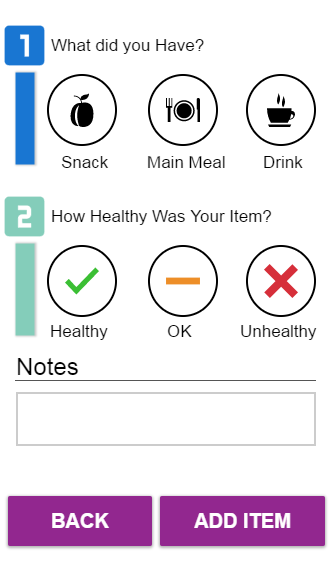 1 What did you Have?
Snack Main Meal Drink
2 How Healthy Was Your Item?
Healthy OK Unhealthy
Notes
BACK ADD ITEM